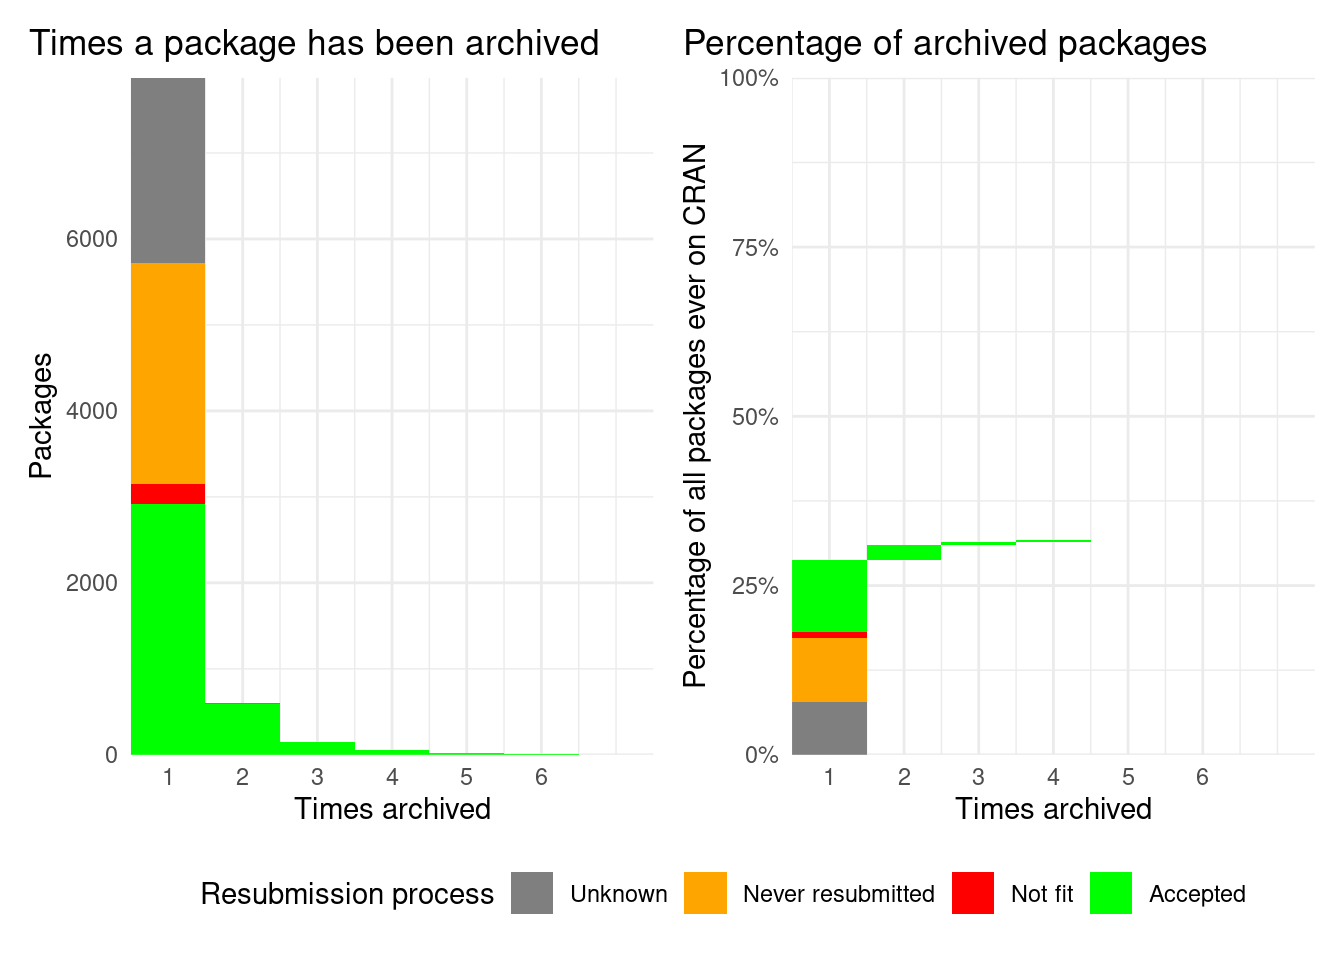 Times a package has been archived
Packages
6000
4000
2000
0
1 2 3 4 5 6
Times archived
Percentage of archived packages
Percentage of all packages ever on CRAN
100%
75%
50%
25%
0%
1 2 3 4 5 6
Times archived
Resubmission process Unknown Never resubmitted Not fit Accepted